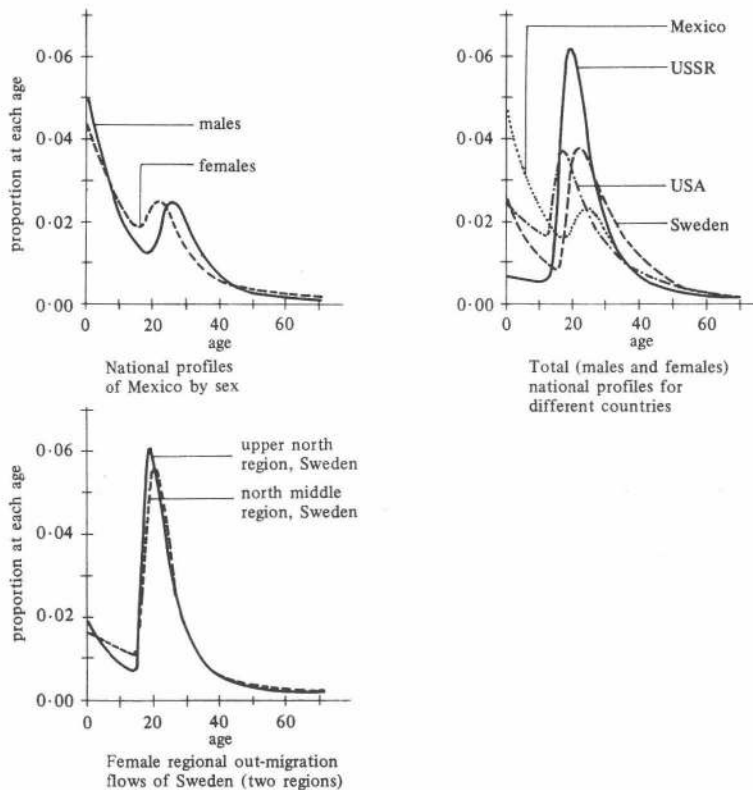 0·06
0·04
0·02
0·00
proportion at each age
males
females
0 20 40 60
age
National profiles
of Mexico by sex
0·06
0·04
0·02
0·00
Mexico
USSR
USA
Sweden
0 20 40 60
age
Total (males and females)
national profiles for
different countries
0·06
0·04
0·02
0·00
proportion at each age
upper north
region, Sweden
north middle
region, Sweden
0 20 40 60
age
Female regional out-migration
flows of Sweden (two regions)